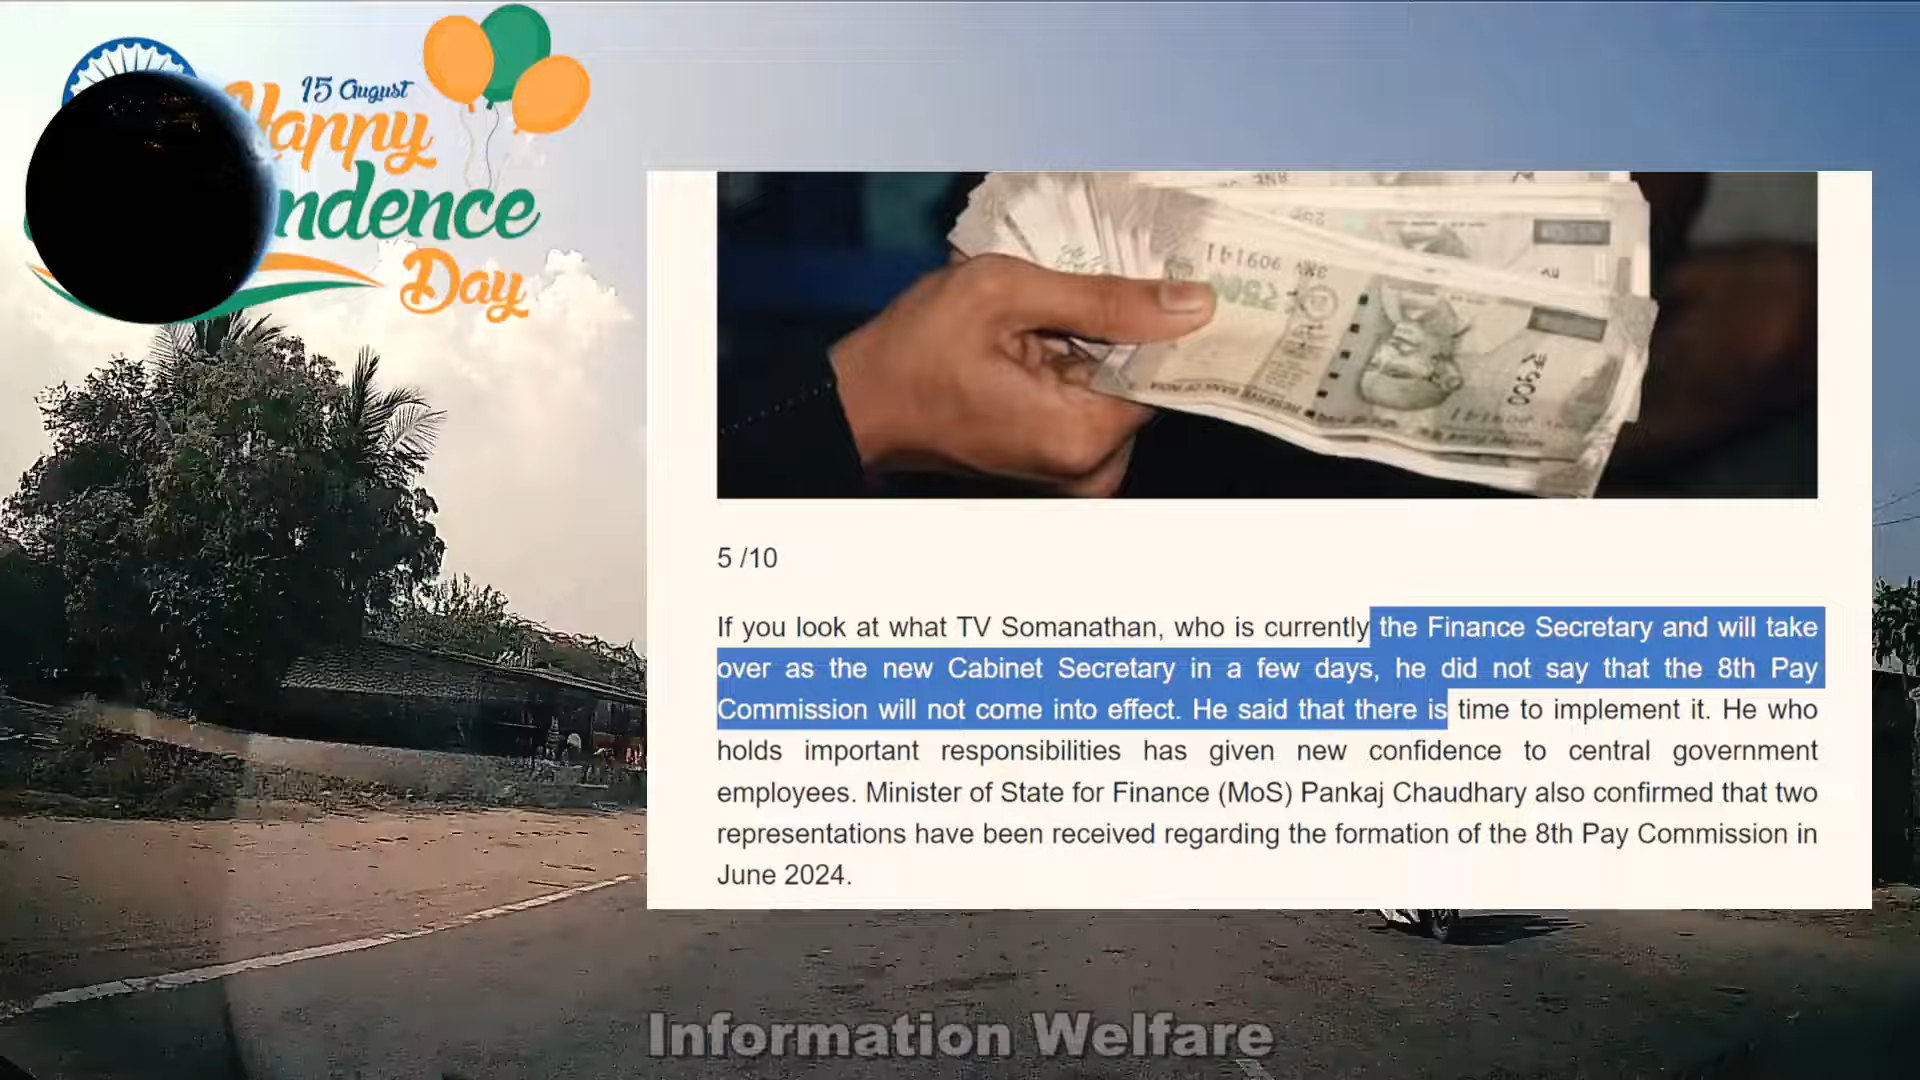 15 August
Happy
ndence
Day
5 /10
If you look at what TV Somanathan, who is currently the Finance Secretary and will take
over as the new Cabinet Secretary in a few days, he did not say that the 8th Pay
Commission will not come into effect. He said that there is time to implement it. He who
holds important responsibilities has given new confidence to central government
employees. Minister of State for Finance (MoS) Pankaj Chaudhary also confirmed that two
representations have been received regarding the formation of the 8th Pay Commission in
June 2024.
Information Welfare